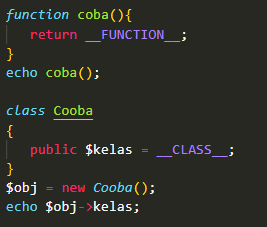 function coba(){
return __FUNCTION__;
}
echo coba();
class Cooba
{
public $kelas = __CLASS__;
}
$obj = new Cooba();
echo $obj->kelas;